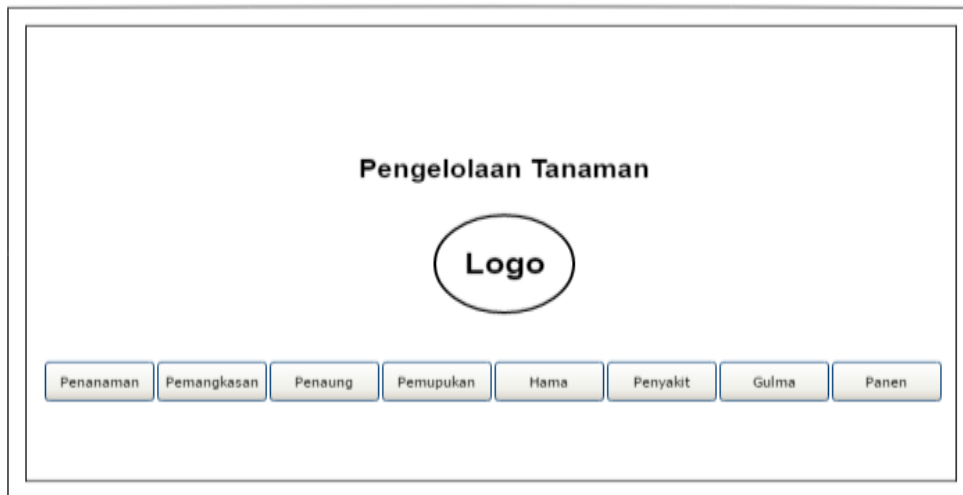 Pengelolaan Tanaman
Logo
Penanaman Pemangkasan Penaung Pemupukan Hama Penyakit Gulma Panen